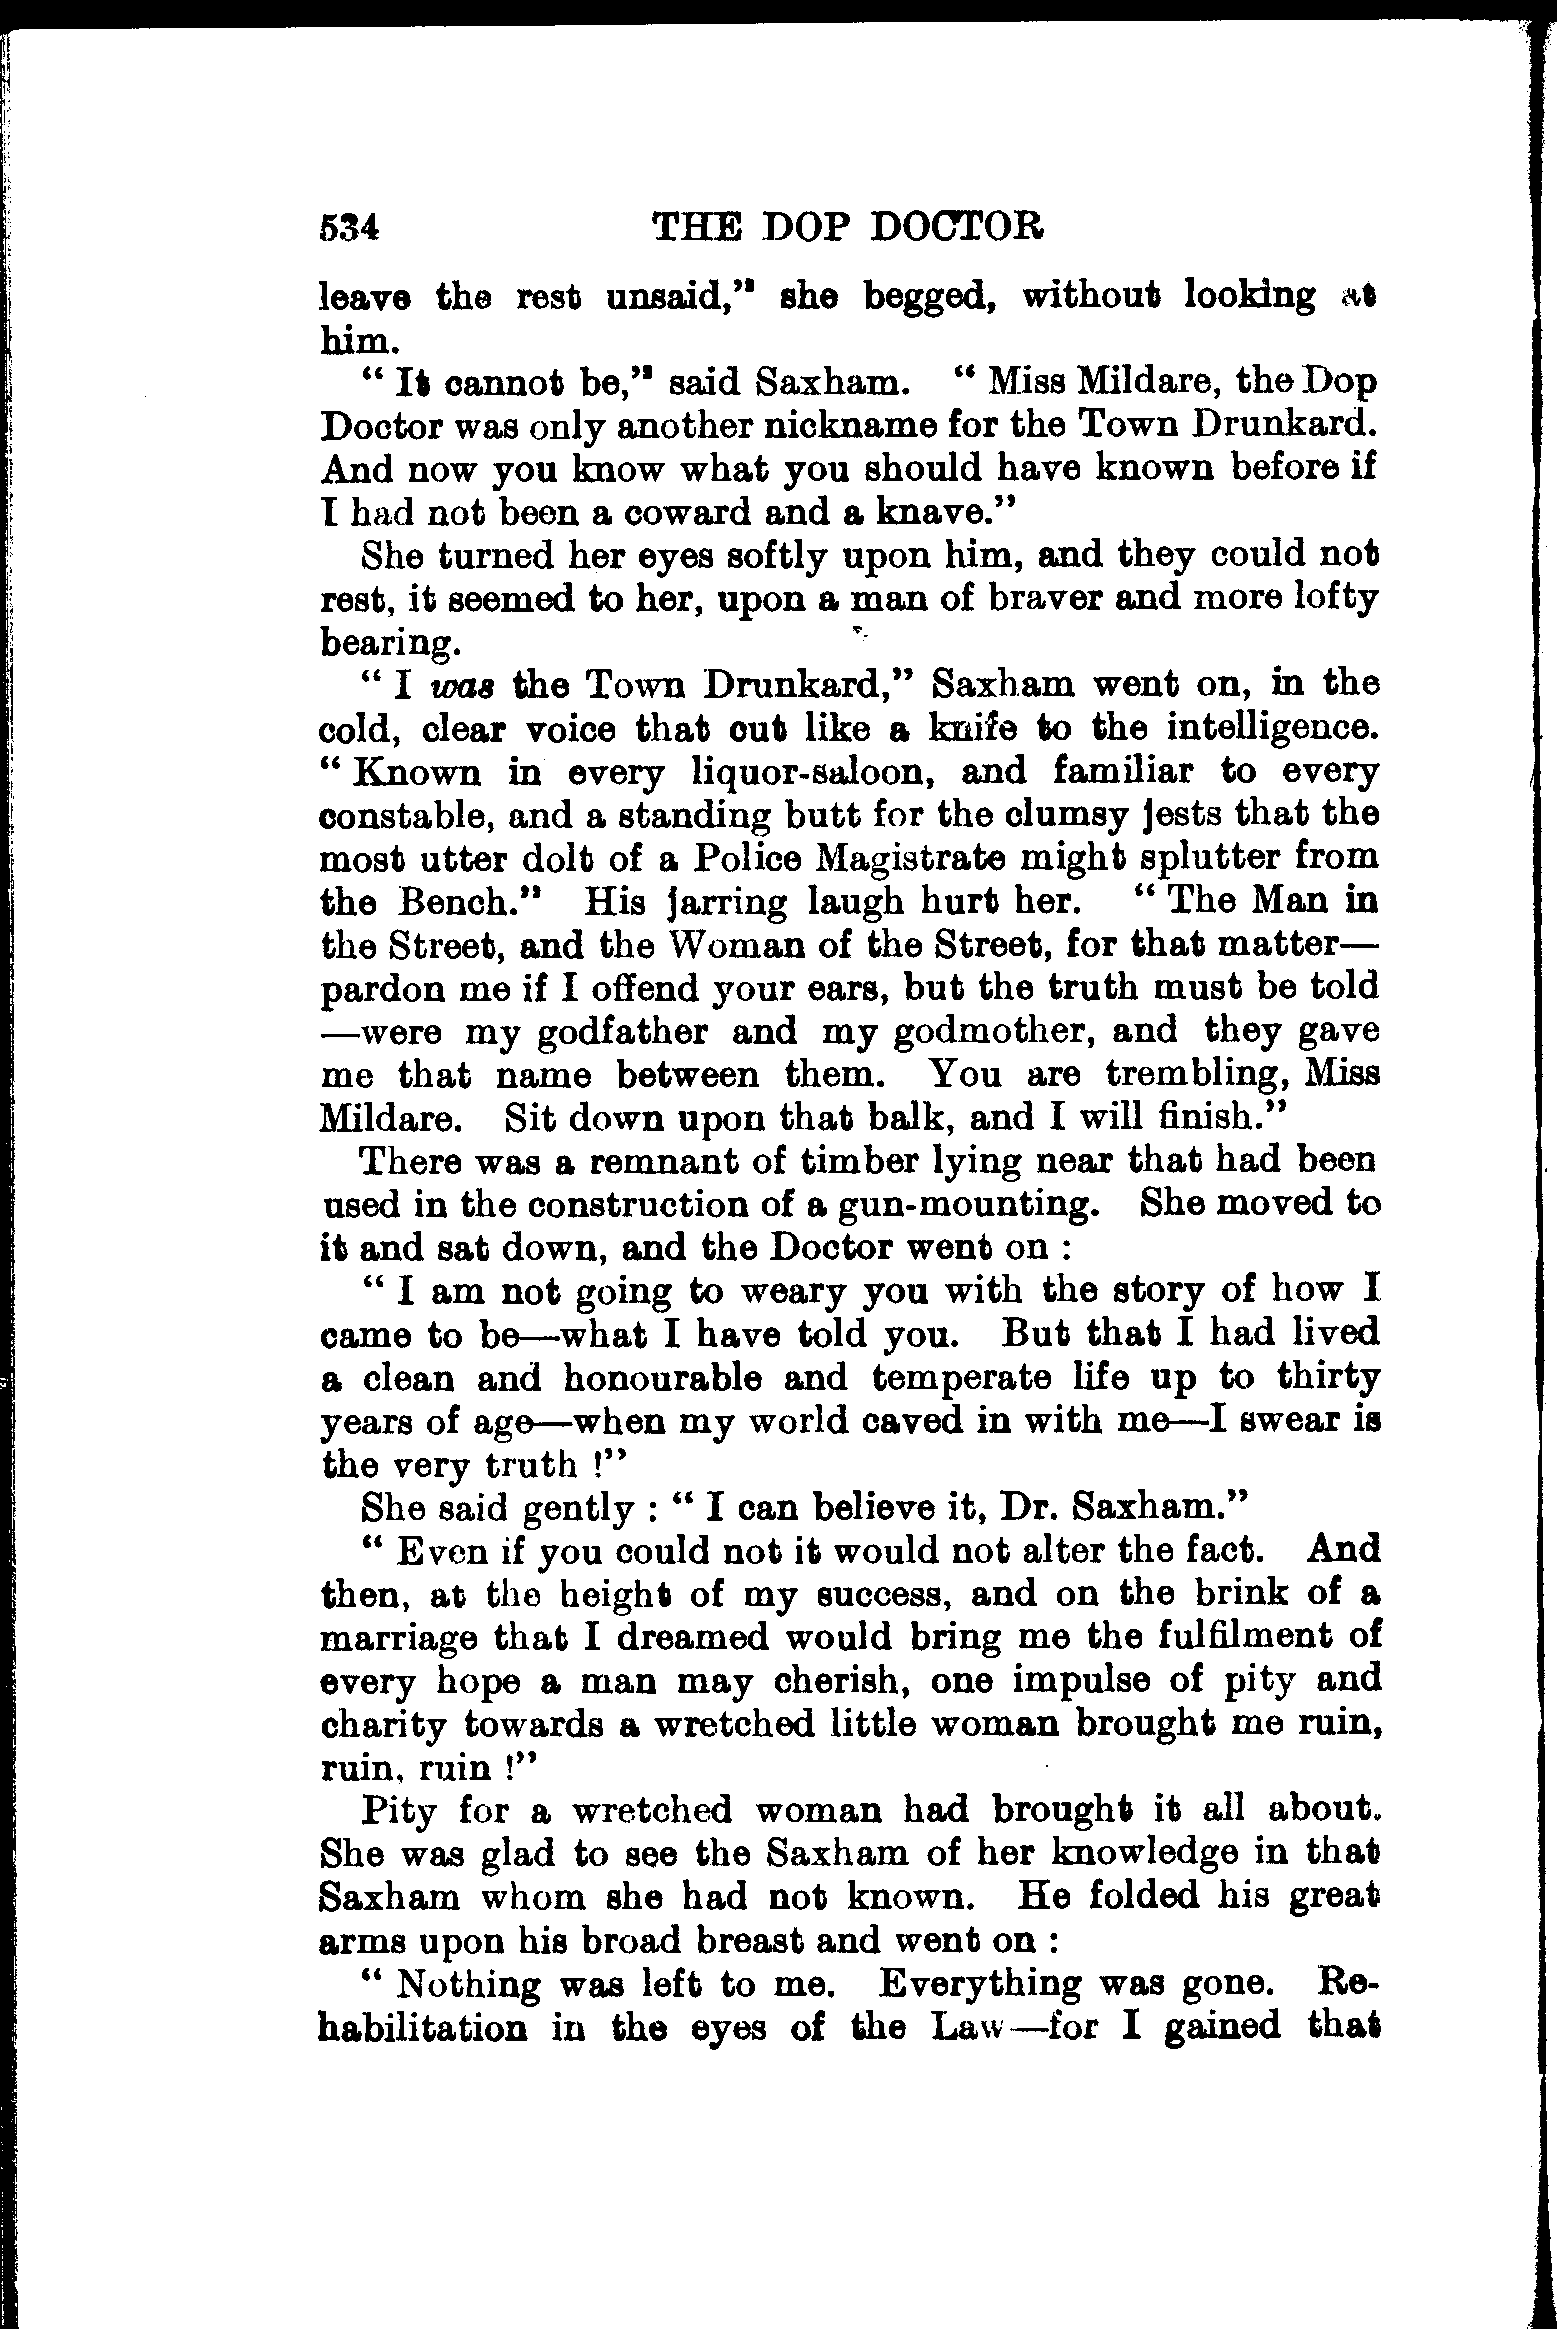 534 THE DOP DOCTOR
leave the rest unsaid," she begged, without looking at
him.
" It cannot be," said Saxham. " Miss Mildare, the Dop
Doctor was only another nickname for the Town Drunkard.
And now you know what you should have known before if
I had not been a coward and a knave."
She turned her eyes softly upon him, and they could not
rest, it seemed to her, upon a man of braver and more lofty
bearing.
" I was the Town Drunkard," Saxham went on, in the
cold, clear voice that cut like a knife to the intelligence.
" Known in every liquor-saloon, and familiar to every
constable, and a standing butt for the clumsy jests that the
most utter dolt of a Police Magistrate might splutter from
the Bench." His jarring laugh hurt her. " The Man in
the Street, and the Woman of the Street, for that matter—
pardon me if I offend your ears, but the truth must be told
—were my godfather and my godmother, and they gave
me that name between them. You are trembling, Miss
Mildare. Sit down upon that balk, and I will finish."
There was a remnant of timber lying near that had been
used in the construction of a gun-mounting. She moved to
it and sat down, and the Doctor went on :
" I am not going to weary you with the story of how I
came to be—what I have told you. But that I had lived
a clean and honourable and temperate life up to thirty
years of age—when my world caved in with me—I swear is
the very truth !"
She said gently : " I can believe it, Dr. Saxham."
" Even if you could not it would not alter the fact. And
then, at the height of my success, and on the brink of a
marriage that I dreamed would bring me the fulfilment of
every hope a man may cherish, one impulse of pity and
charity towards a wretched little woman brought me ruin,
ruin, ruin !"
Pity for a wretched woman had brought it all about.
She was glad to see the Saxham of her knowledge in that
Saxham whom she had not known. He folded his great
arms upon his broad breast and went on :
" Nothing was left to me. Everything was gone. Re-
habilitation in the eyes of the Law—for I gained that